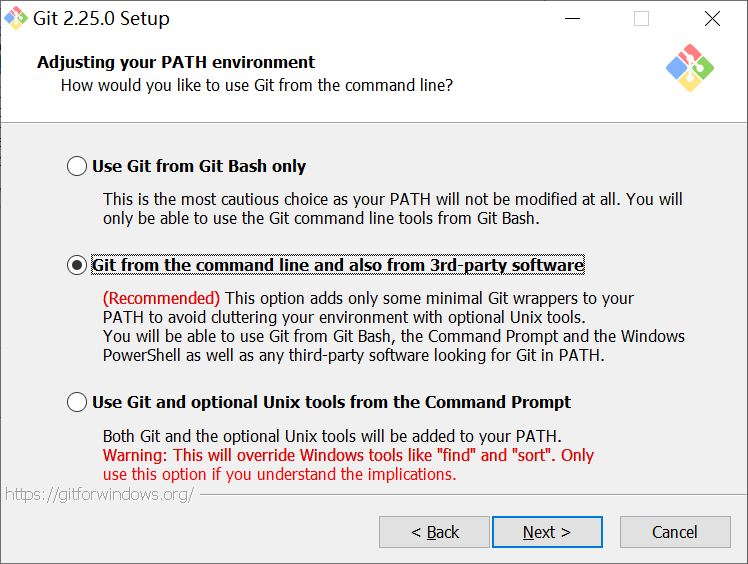 Git 2.25.0 Setup
Adjusting your PATH environment
How would you like to use Git from the command line?
Use Git from Git Bash only
This is the most cautious choice as your PATH will not be modified at all. You will
only be able to use the Git command line tools from Git Bash.
Git from the command line and also from 3rd-party software
(Recommended) This option adds only some minimal Git wrappers to your
PATH to avoid cluttering your environment with optional Unix tools.
You will be able to use Git from Git Bash, the Command Prompt and the Windows
PowerShell as well as any third-party software looking for Git in PATH.
Use Git and optional Unix tools from the Command Prompt
Both Git and the optional Unix tools will be added to your PATH.
Warning: This will override Windows tools like "find" and "sort". Only
use this option if you understand the implications.
https://gitforwindows.org/
< Back
Next >
Cancel